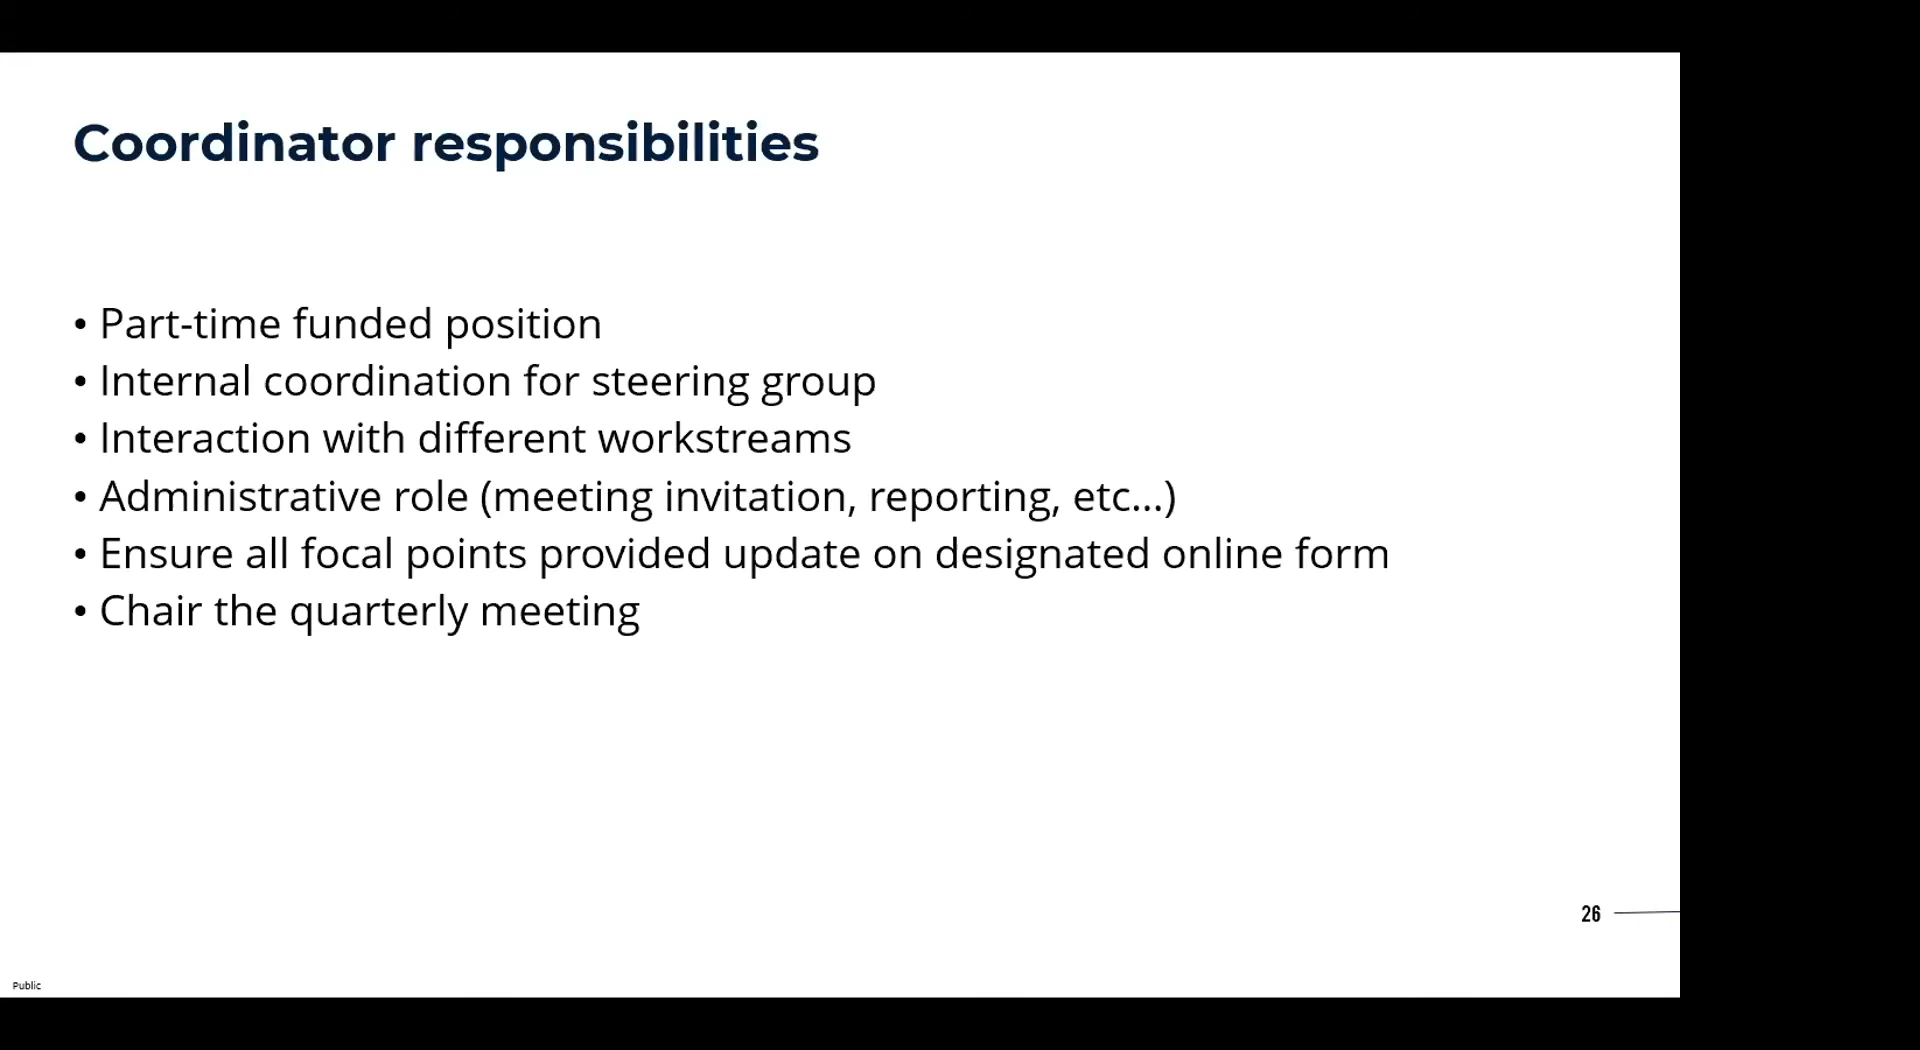 Coordinator responsibilities
• Part-time funded position
• Internal coordination for steering group
• Interaction with different workstreams
• Administrative role (meeting invitation, reporting, etc...)
• Ensure all focal points provided update on designated online form
• Chair the quarterly meeting
26
Public